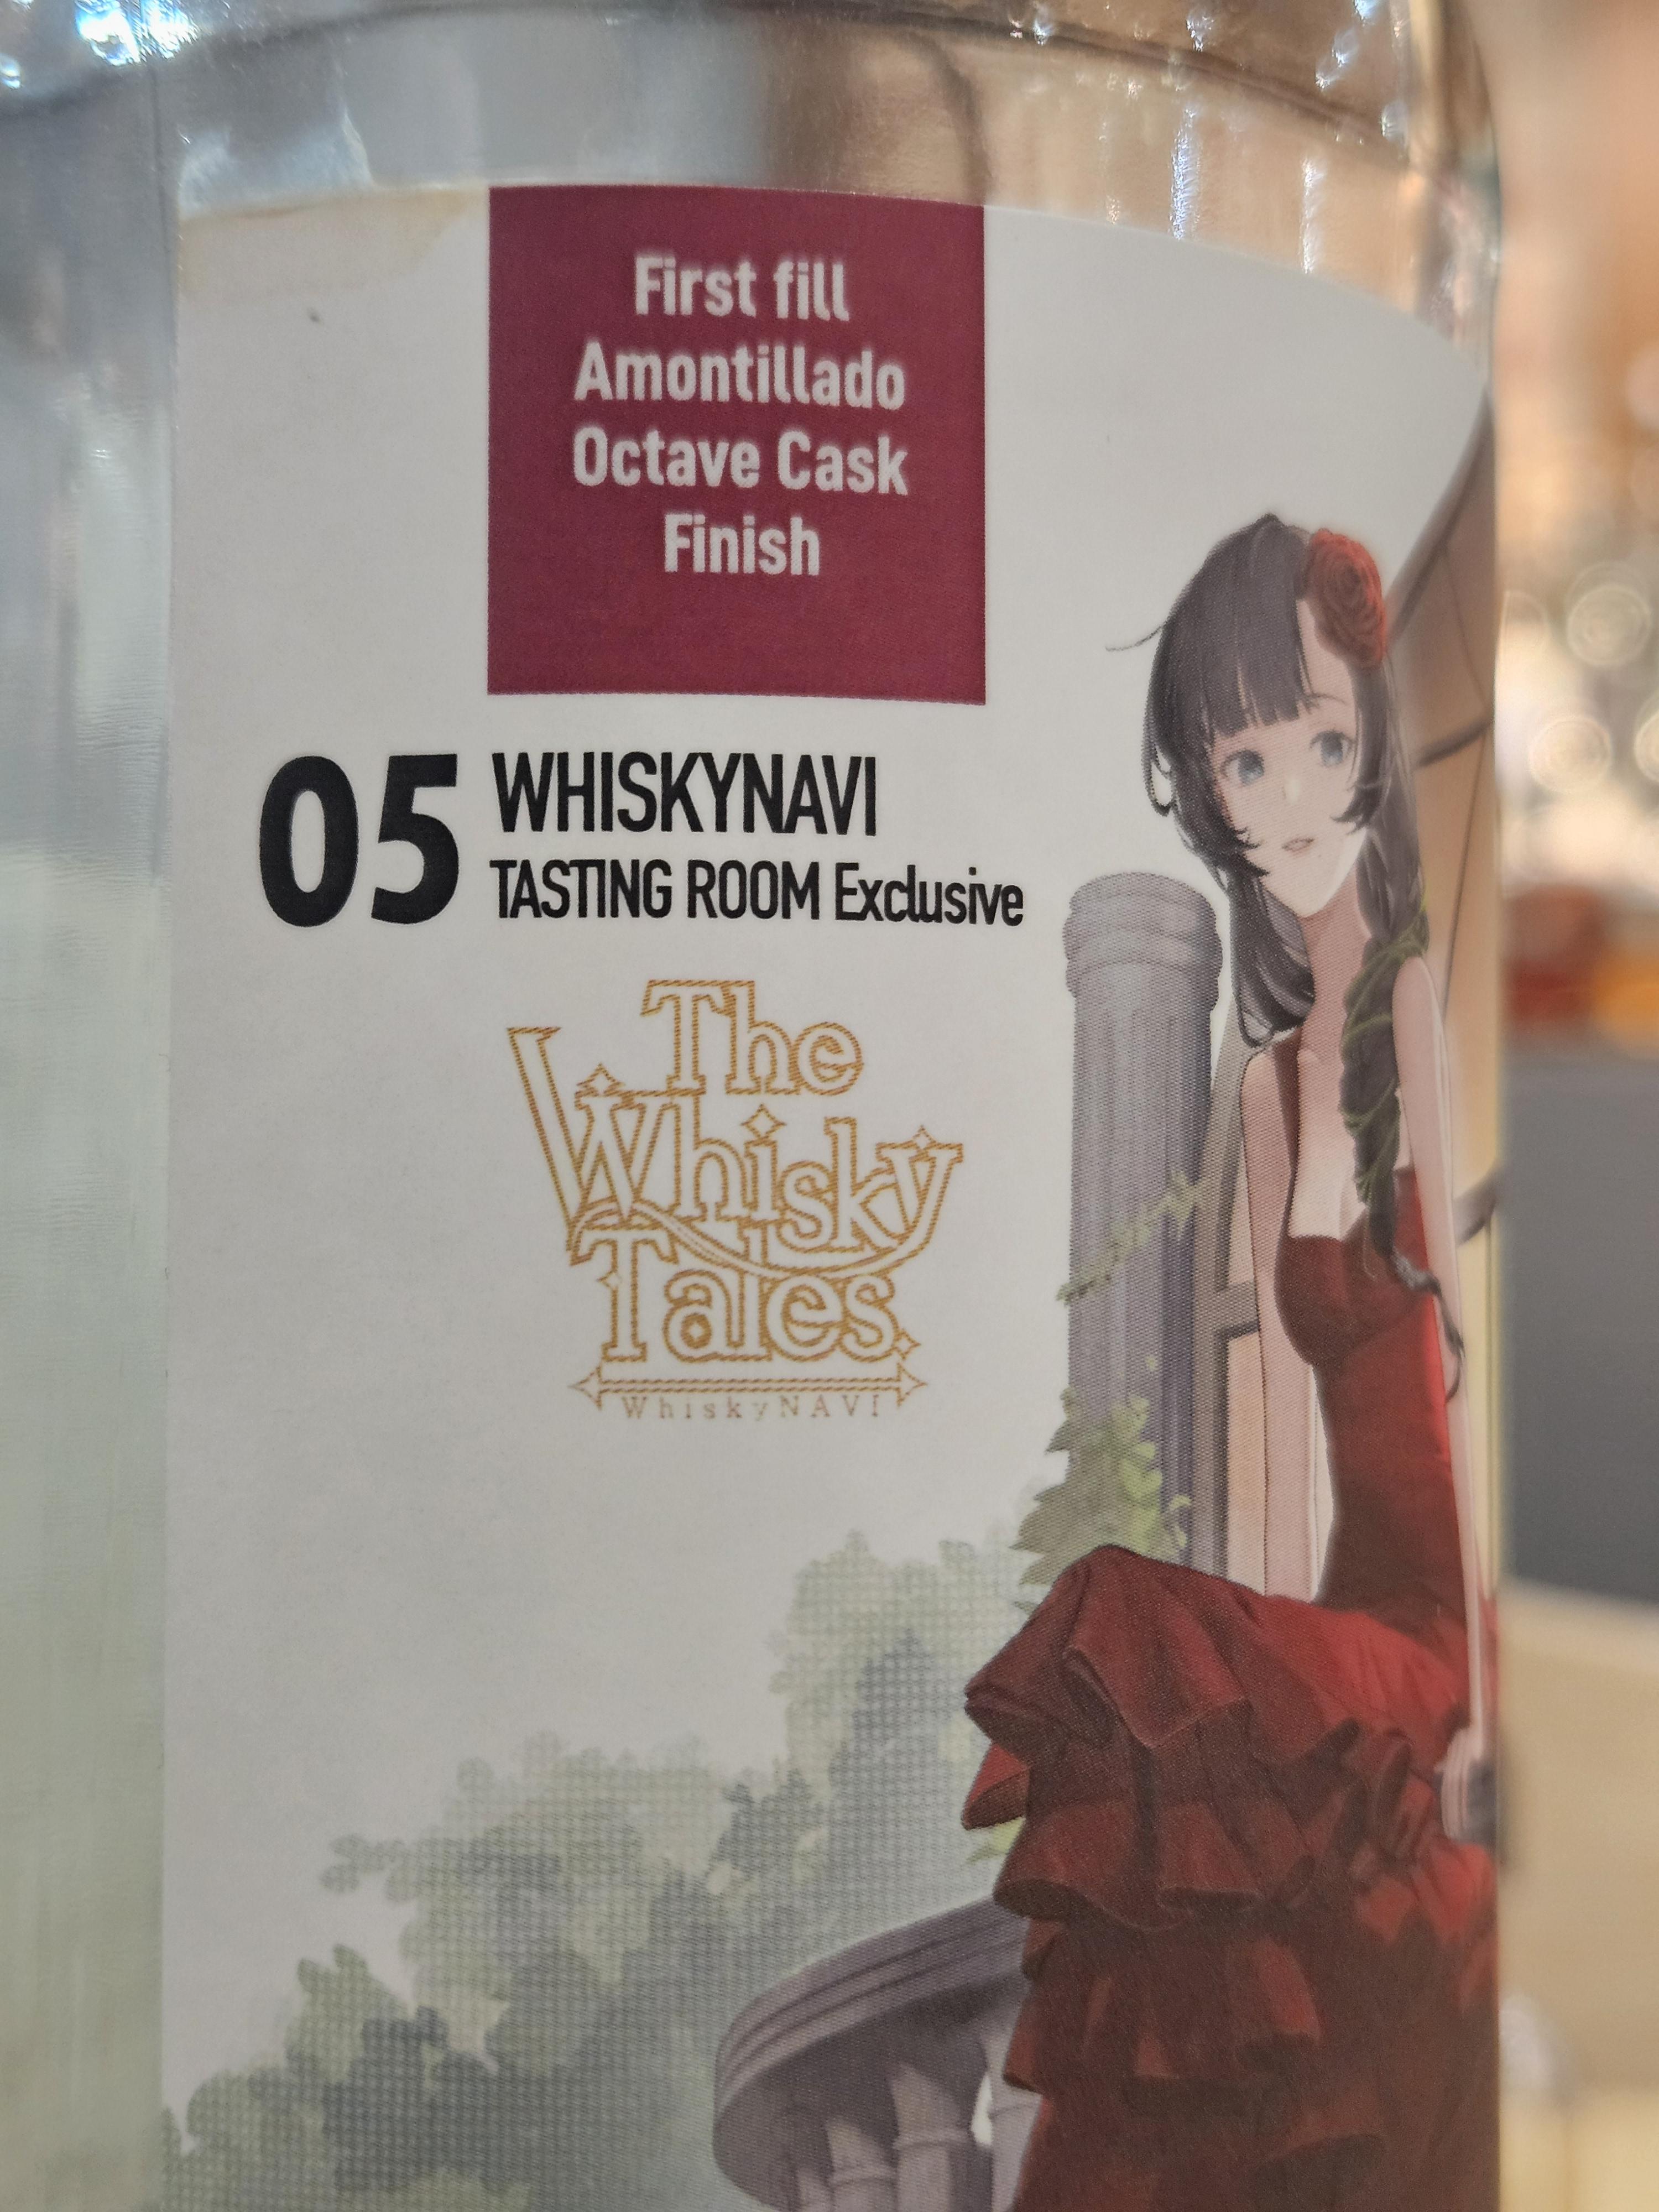 First fill
Amontillado
Octave Cask
Finish
05 WHISKYNAVI
TASTING ROOM Exclusive
The
Whisky
Tales.
WhiskyNAVI